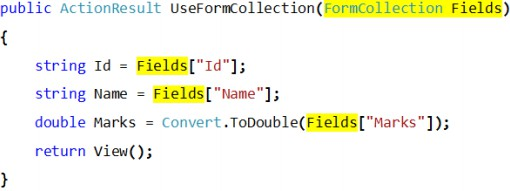 public ActionResult UseFormCollection(FormCollection Fields)
{
    string Id = Fields["Id"];
    string Name = Fields["Name"];
    double Marks = Convert.ToDouble(Fields["Marks"]);
    return View();
}